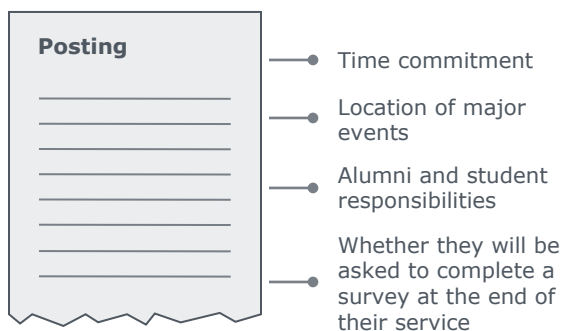 Posting
Time commitment
Location of major
events
Alumni and student
responsibilities
Whether they will be
asked to complete a
survey at the end of
their service